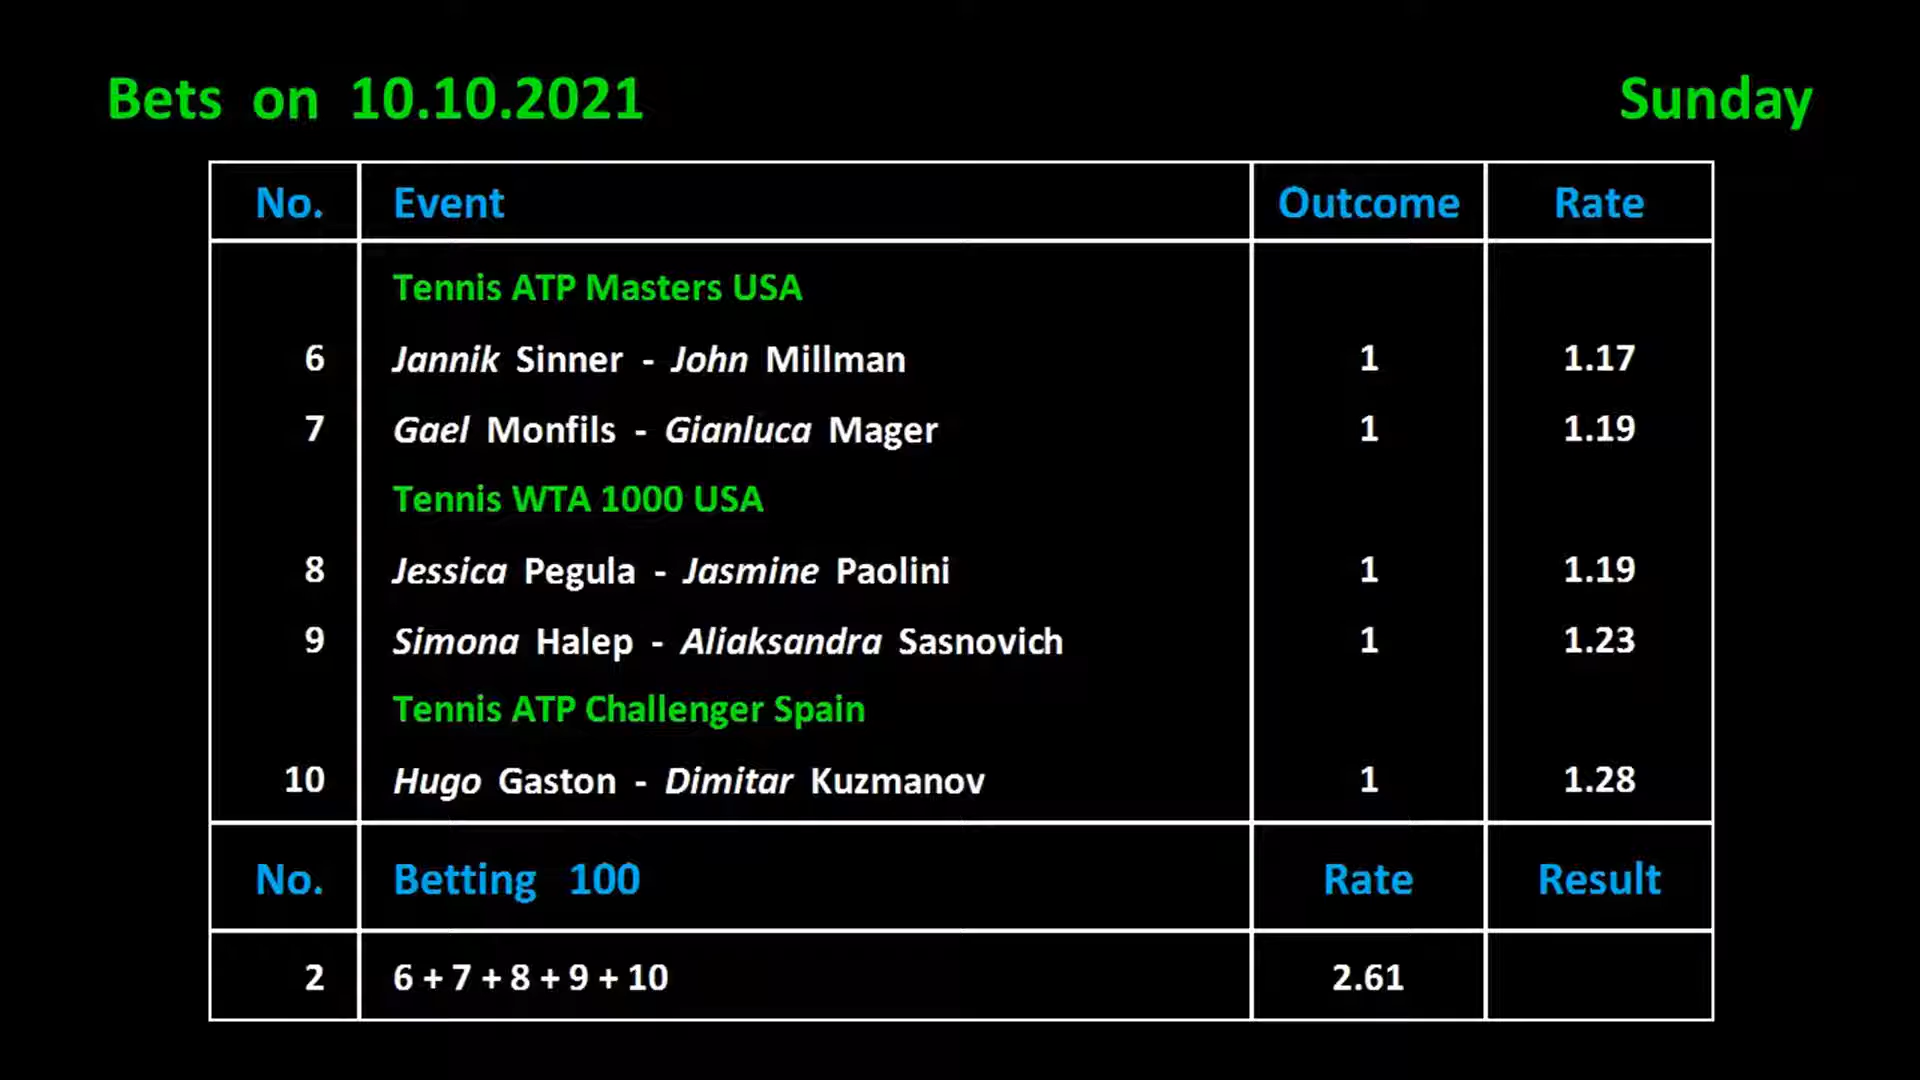 Bets on 10.10.2021 Sunday
No. Event Outcome Rate
Tennis ATP Masters USA
6 Jannik Sinner - John Millman 1 1.17
7 Gael Monfils - Gianluca Mager 1 1.19
Tennis WTA 1000 USA
8 Jessica Pegula - Jasmine Paolini 1 1.19
9 Simona Halep - Aliaksandra Sasnovich 1 1.23
Tennis ATP Challenger Spain
10 Hugo Gaston - Dimitar Kuzmanov 1 1.28
No. Betting 100 Rate Result
2 6 + 7 + 8 + 9 + 10 2.61